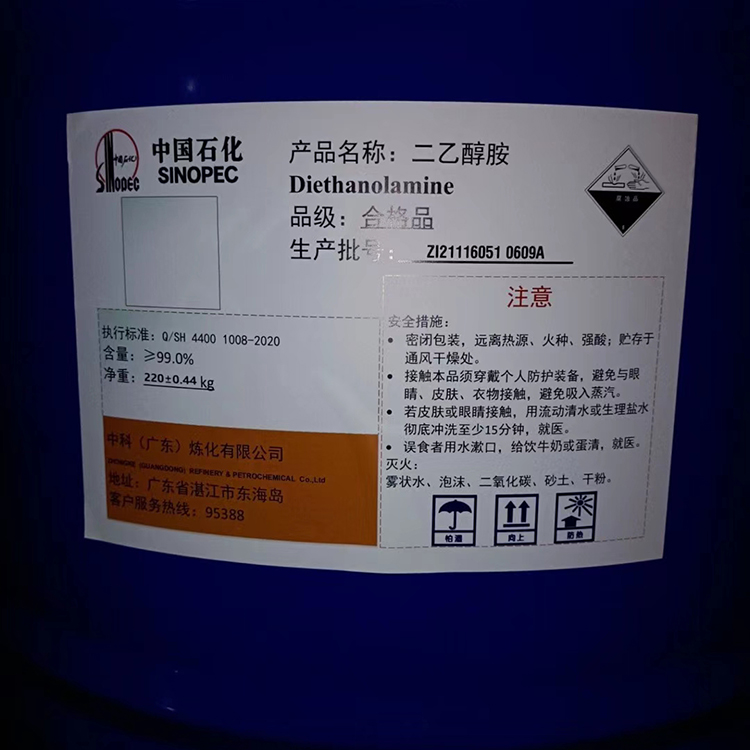 中国石化
SINOPEC
SINOPEC
产品名称：二乙醇胺
Diethanolamine
品级：合格品
生产批号：ZI21116051 0609A
执行标准：Q/SH 4400 1008-2020
含量：≥99.0%
净重：220±0.44 kg
中科（广东）炼化有限公司
ZHONGKE (GUANGDONG) REFINERY & PETROCHEMICAL Co.,Ltd
地址：广东省湛江市东海岛
客户服务热线：95388
腐蚀品
注意
安全措施：
• 密闭包装，远离热源、火种、强酸；贮存于
通风干燥处。
• 接触本品须穿戴个人防护装备，避免与眼
睛、皮肤、衣物接触，避免吸入蒸汽。
• 若皮肤或眼睛接触，用流动清水或生理盐水
彻底冲洗至少15分钟，就医。
• 误食者用水漱口，给饮牛奶或蛋清，就医。
灭火：
雾状水、泡沫、二氧化碳、砂土、干粉。
怕湿
向上
防热